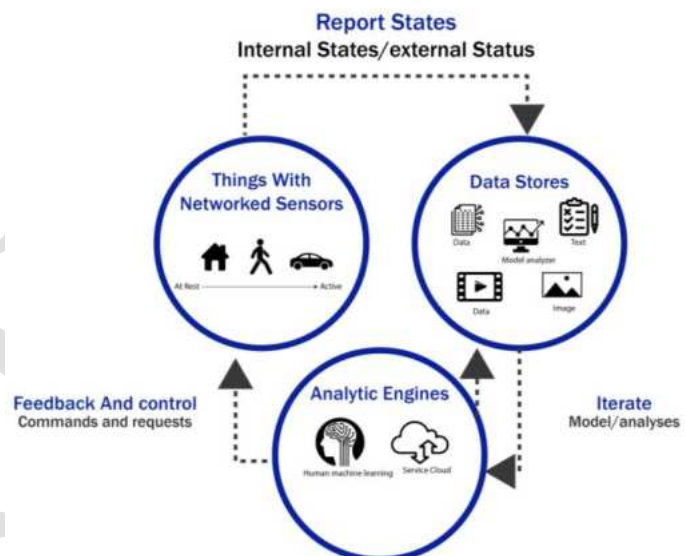 Report States
Internal States/external Status
Things With
Networked Sensors
At Rest
Active
Data Stores
Data
Text
Model analyzer
Data
Image
Feedback And control
Commands and requests
Analytic Engines
Human machine learning
Service Cloud
Iterate
Model/analyses